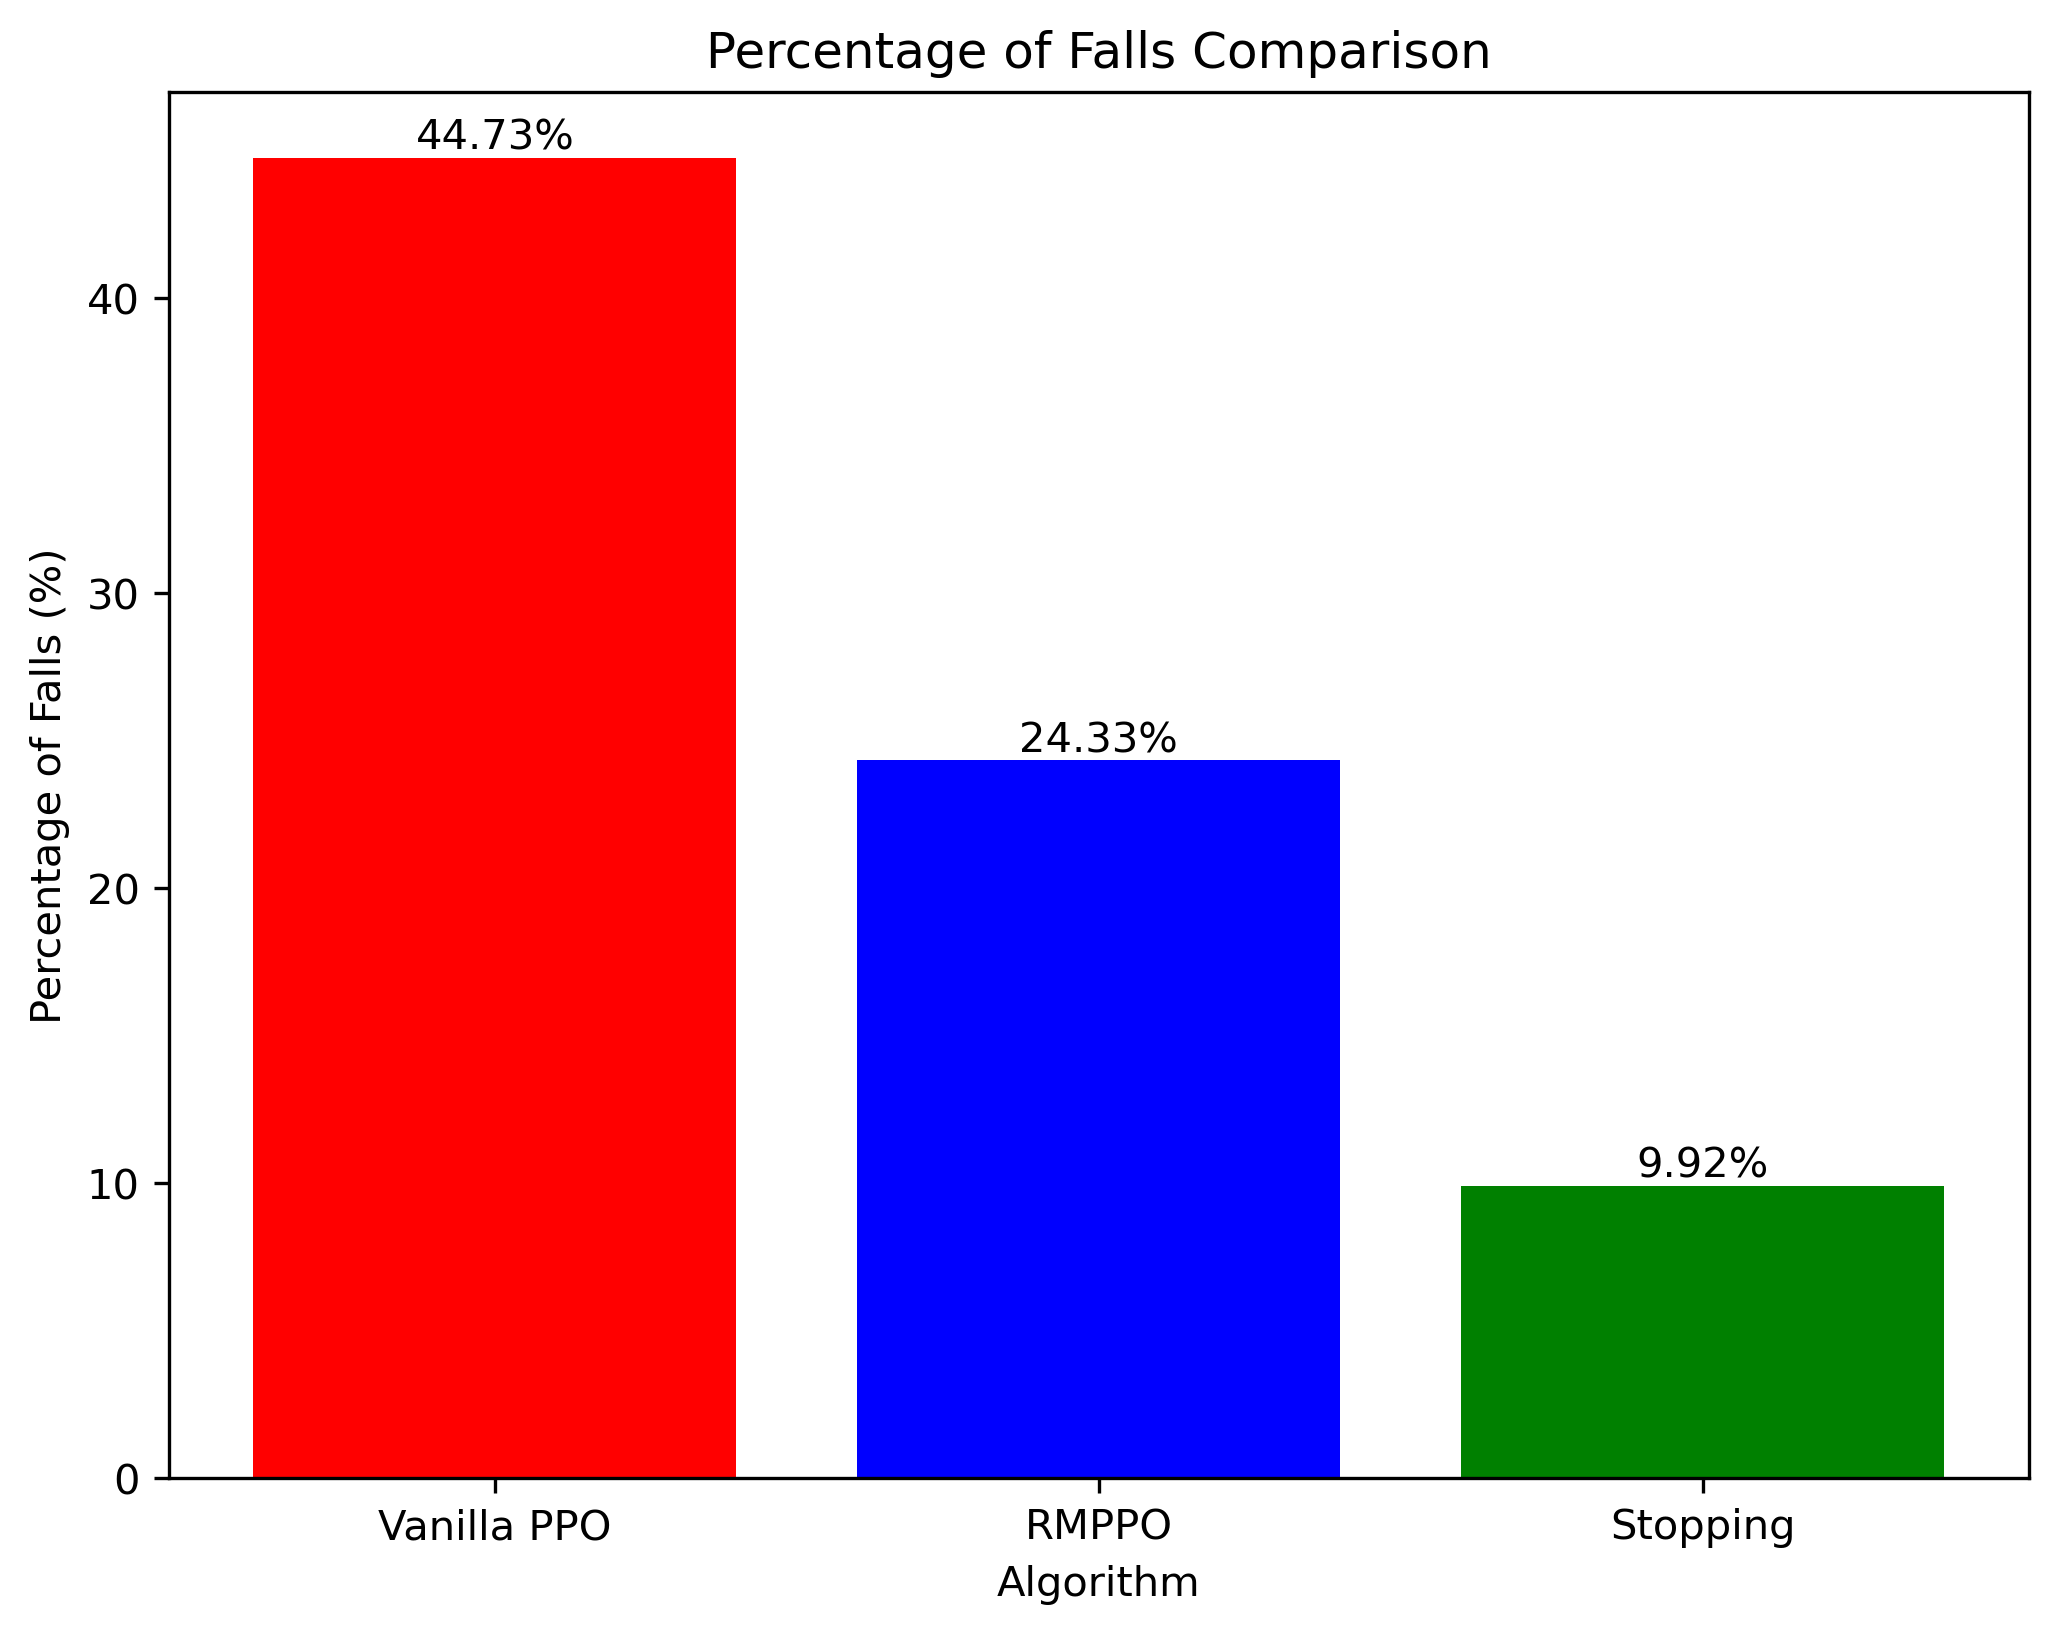 Percentage of Falls Comparison
44.73%
24.33%
9.92%
Percentage of Falls (%)
40
30
20
10
0
Vanilla PPO
RMPPO
Stopping
Algorithm